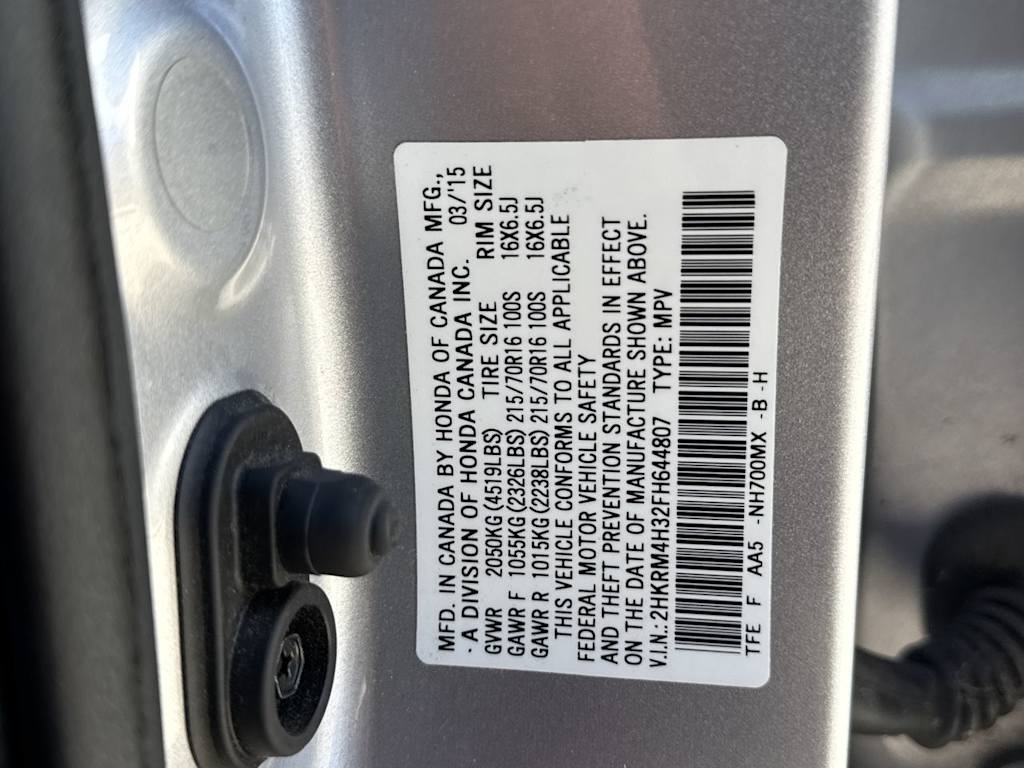 MFD. IN CANADA BY HONDA OF CANADA MFG.,
- A DIVISION OF HONDA CANADA INC. 03/'15
GVWR 2050KG(4519LBS) TIRE SIZE RIM SIZE
GAWR F 1055KG(2326LBS) 215/70R16 100S 16X6.5J
GAWR R 1015KG(2238LBS) 215/70R16 100S 16X6.5J
THIS VEHICLE CONFORMS TO ALL APPLICABLE
FEDERAL MOTOR VEHICLE SAFETY
AND THEFT PREVENTION STANDARDS IN EFFECT
ON THE DATE OF MANUFACTURE SHOWN ABOVE.
V.I.N.:2HKRM4H32FH644807 TYPE: MPV
TFE F AA5 -NH700MX -B -H